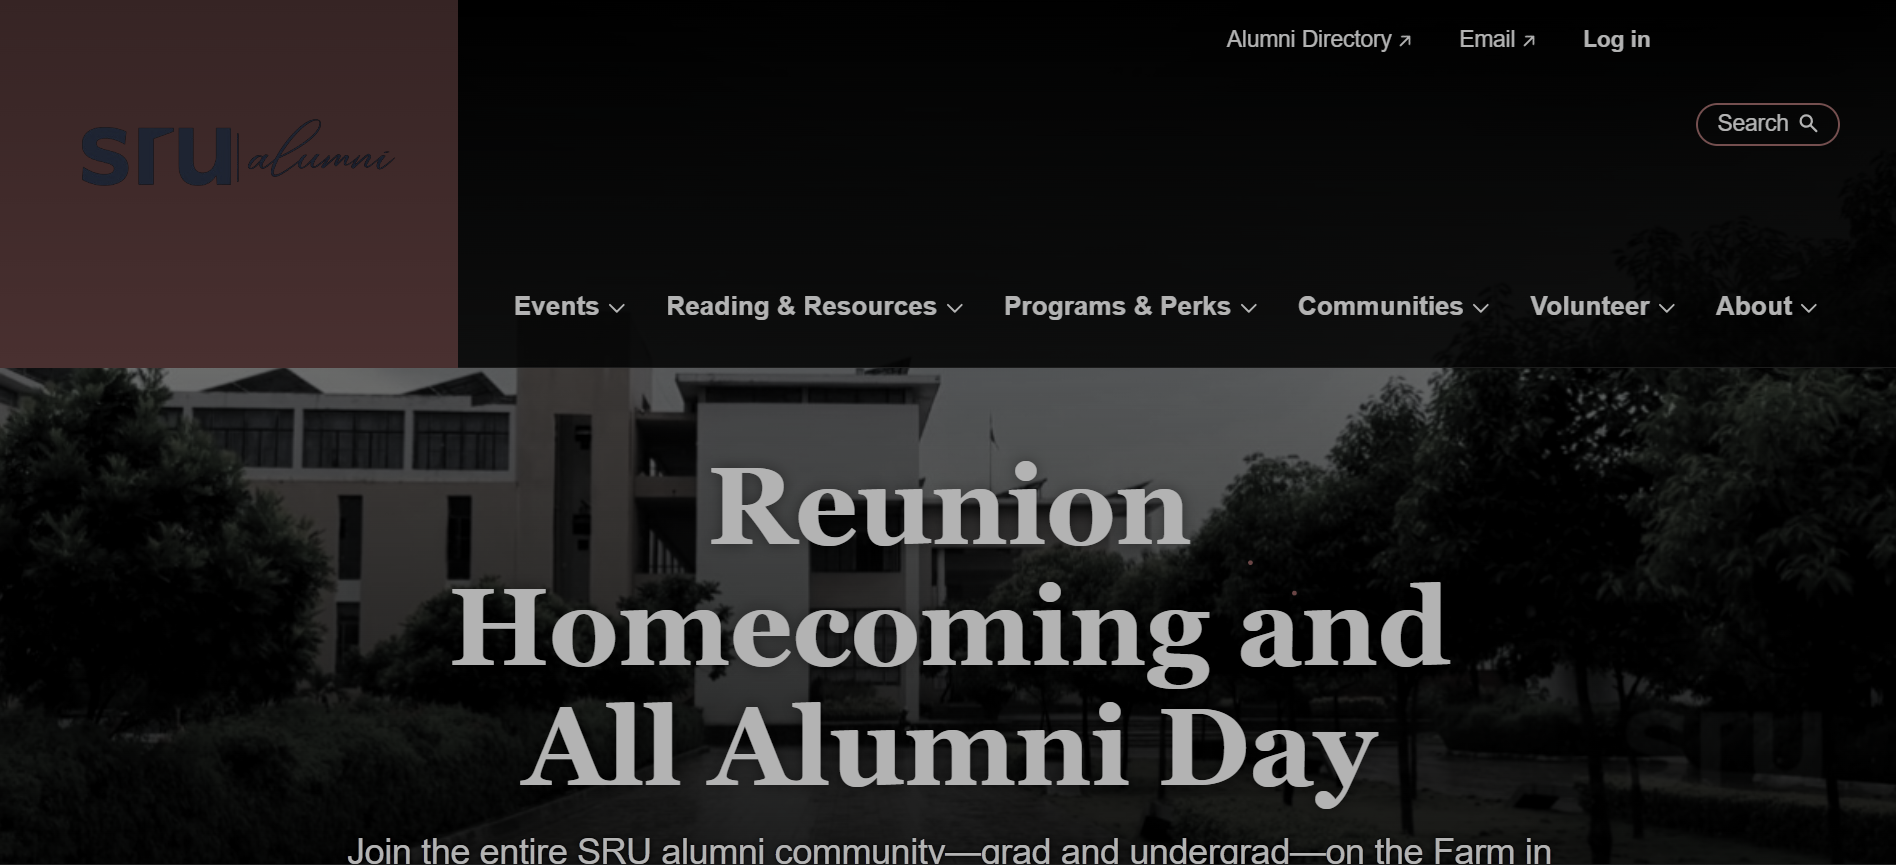 Alumni Directory Email Log in
sru alumni
Search
Events Reading & Resources Programs & Perks Communities Volunteer About
Reunion
Homecoming and
All Alumni Day
Join the entire SRU alumni community—grad and undergrad—on the Farm in
sru